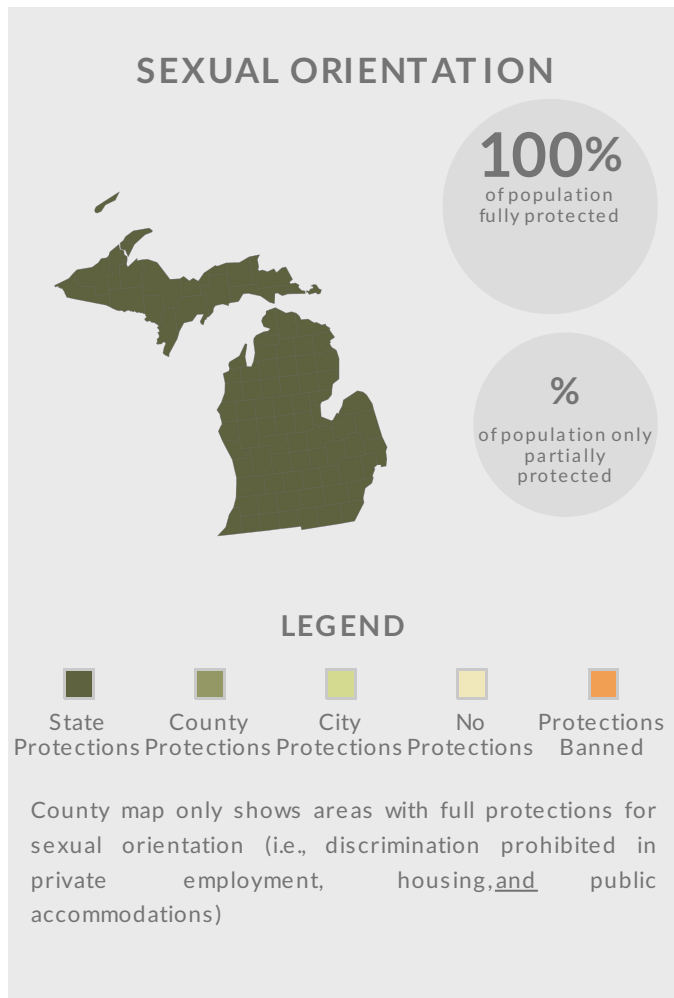 SEXUAL ORIENTATION
100%
of population
fully protected
%
of population only
partially
protected
LEGEND
State
Protections
County
Protections
City
Protections
No
Protections
Protections
Banned
County map only shows areas with full protections for
sexual orientation (i.e., discrimination prohibited in
private employment, housing, and public
accommodations)